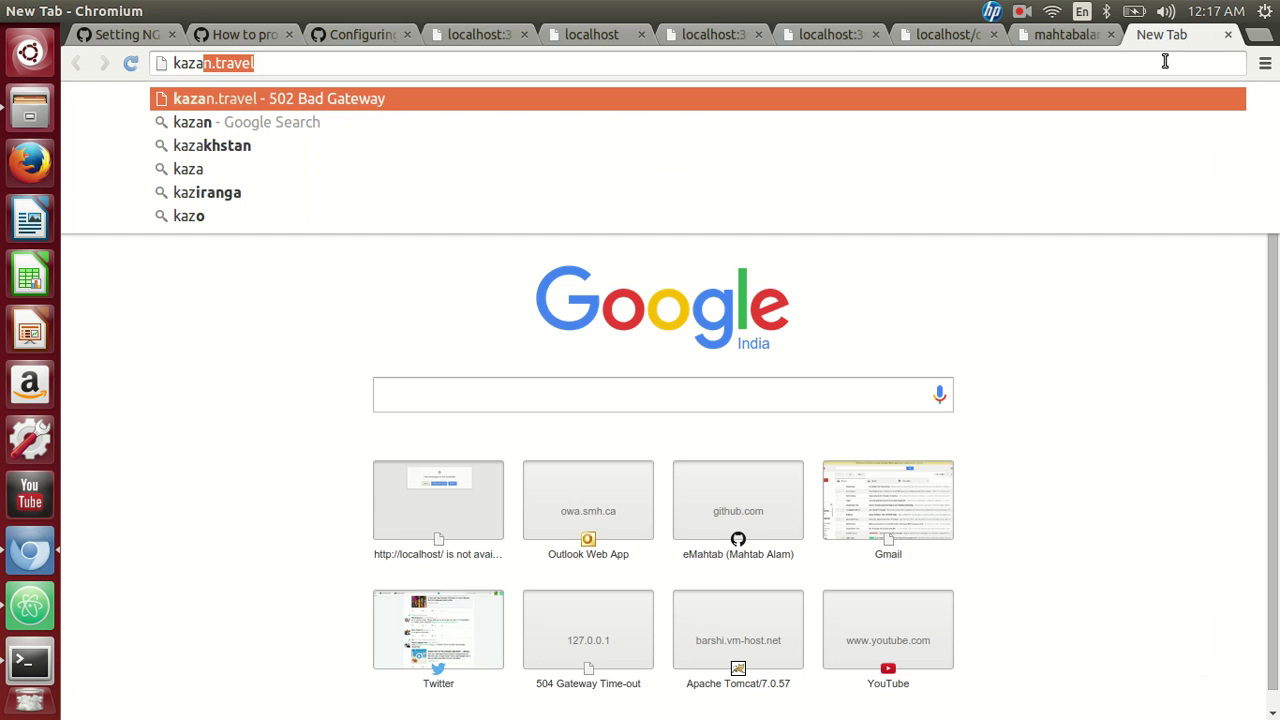 New Tab - Chromium
En
12:17 AM
Setting NG
How to pro
Configuring
localhost:3
localhost
localhost:3
localhost:3
localhost/c
mahtabalar
New Tab
kazan.travel
kazan.travel - 502 Bad Gateway
kazan - Google Search
kazakhstan
kaza
kaziranga
kazo
Google
India
owa.smh.ca
github.com
http://localhost/ is not avai...
Outlook Web App
eMahtab (Mahtab Alam)
Gmail
127.0.0.1
barshi.vm-host.net
www.youtube.com
Twitter
504 Gateway Time-out
Apache Tomcat/7.0.57
YouTube
You
Tube